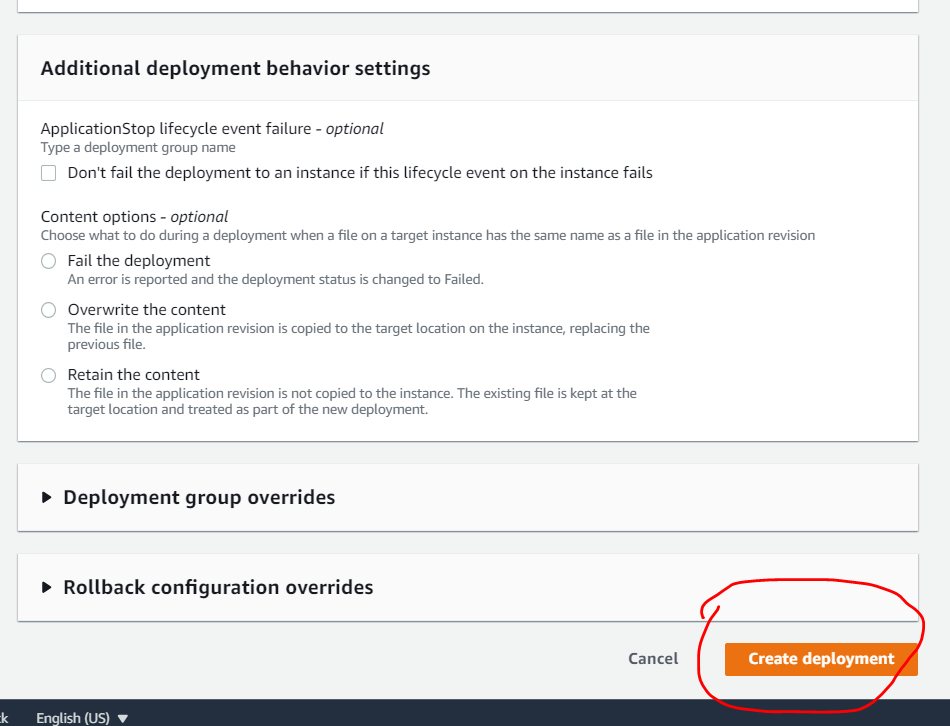 Additional deployment behavior settings
ApplicationStop lifecycle event failure - optional
Type a deployment group name
Don't fail the deployment to an instance if this lifecycle event on the instance fails
Content options - optional
Choose what to do during a deployment when a file on a target instance has the same name as a file in the application revision
Fail the deployment
An error is reported and the deployment status is changed to Failed.
Overwrite the content
The file in the application revision is copied to the target location on the instance, replacing the
previous file.
Retain the content
The file in the application revision is not copied to the instance. The existing file is kept at the
target location and treated as part of the new deployment.
Deployment group overrides
Rollback configuration overrides
Cancel Create deployment
English (US)